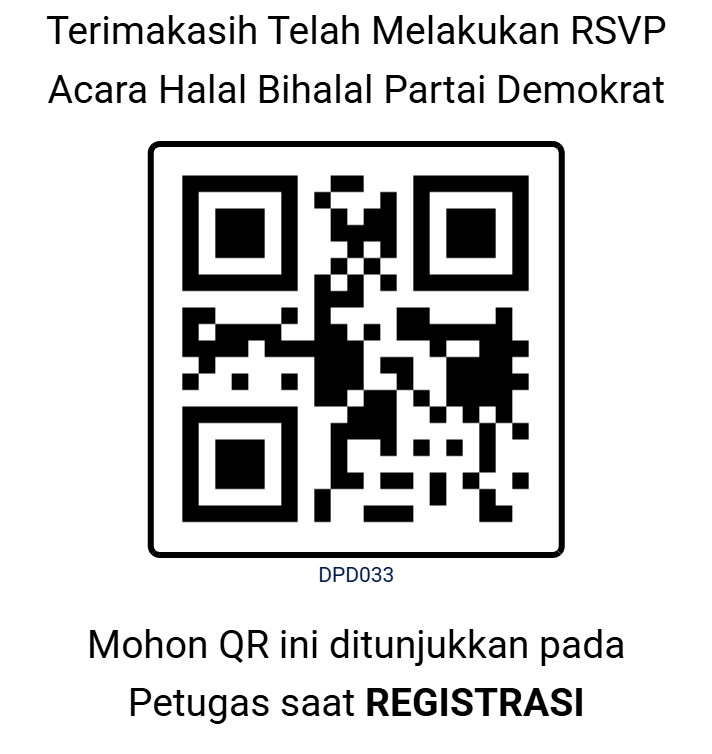 Terimakasih Telah Melakukan RSVP
Acara Halal Bihalal Partai Demokrat
DPD033
Mohon QR ini ditunjukkan pada
Petugas saat REGISTRASI